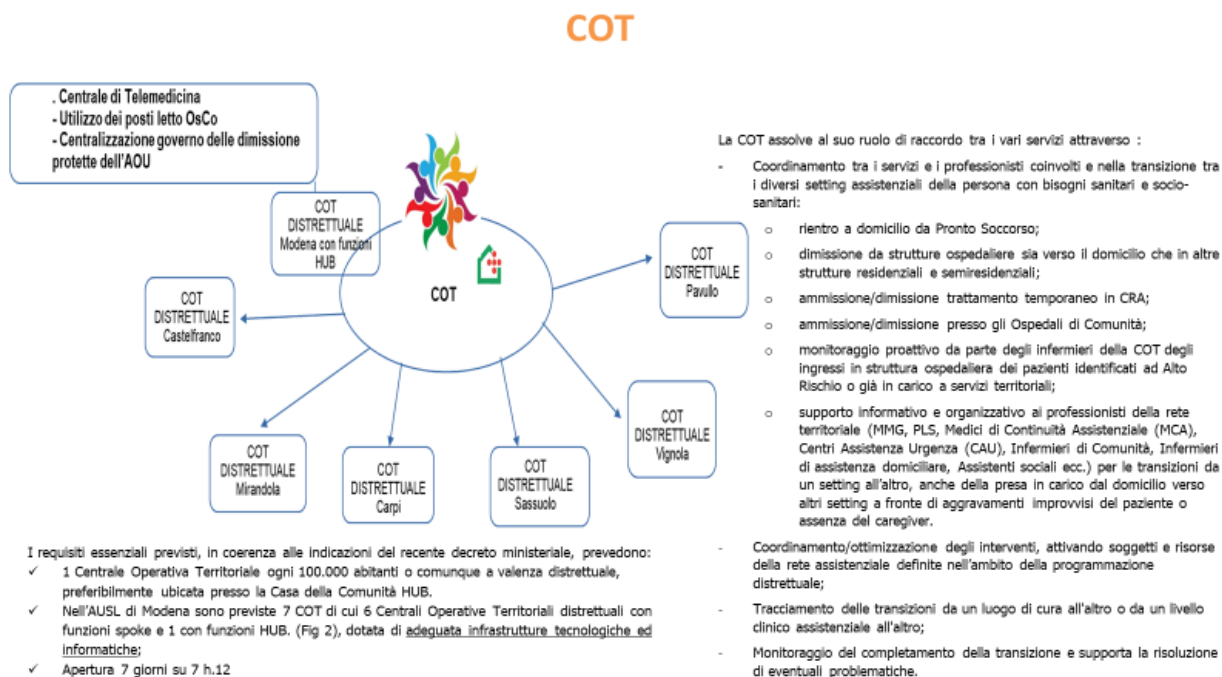 COT
. Centrale di Telemedicina
- Utilizzo dei posti letto OsCo
- Centralizzazione governo delle dimissione
protette dell'AOU
COT
DISTRETTUALE
Modena con funzioni
HUB
COT
DISTRETTUALE
Castelfranco
COT
COT
DISTRETTUALE
Pavullo
COT
DISTRETTUALE
Vignola
COT
DISTRETTUALE
Mirandola
COT
DISTRETTUALE
Carpi
COT
DISTRETTUALE
Sassuolo
I requisiti essenziali previsti, in coerenza alle indicazioni del recente decreto ministeriale, prevedono:
✓ 1 Centrale Operativa Territoriale ogni 100.000 abitanti o comunque a valenza distrettuale,
preferibilmente ubicata presso la Casa della Comunità HUB.
✓ Nell'AUSL di Modena sono previste 7 COT di cui 6 Centrali Operative Territoriali distrettuali con
funzioni spoke e 1 con funzioni HUB. (Fig 2), dotata di adeguata infrastrutture tecnologiche ed
informatiche;
✓ Apertura 7 giorni su 7 h.12
La COT assolve al suo ruolo di raccordo tra i vari servizi attraverso :
- Coordinamento tra i servizi e i professionisti coinvolti e nella transizione tra
i diversi setting assistenziali della persona con bisogni sanitari e socio-
sanitari:
o rientro a domicilio da Pronto Soccorso;
o dimissione da strutture ospedaliere sia verso il domicilio che in altre
strutture residenziali e semiresidenziali;
o ammissione/dimissione trattamento temporaneo in CRA;
o ammissione/dimissione presso gli Ospedali di Comunità;
o monitoraggio proattivo da parte degli infermieri della COT degli
ingressi in struttura ospedaliera dei pazienti identificati ad Alto
Rischio o già in carico a servizi territoriali;
o supporto informativo e organizzativo ai professionisti della rete
territoriale (MMG, PLS, Medici di Continuità Assistenziale (MCA),
Centri Assistenza Urgenza (CAU), Infermieri di Comunità, Infermieri
di assistenza domiciliare, Assistenti sociali ecc.) per le transizioni da
un setting all'altro, anche della presa in carico dal domicilio verso
altri setting a fronte di aggravamenti improvvisi del paziente o
assenza del caregiver.
- Coordinamento/ottimizzazione degli interventi, attivando soggetti e risorse
della rete assistenziale definite nell'ambito della programmazione
distrettuale;
- Tracciamento delle transizioni da un luogo di cura all'altro o da un livello
clinico assistenziale all'altro;
- Monitoraggio del completamento della transizione e supporta la risoluzione
di eventuali problematiche.